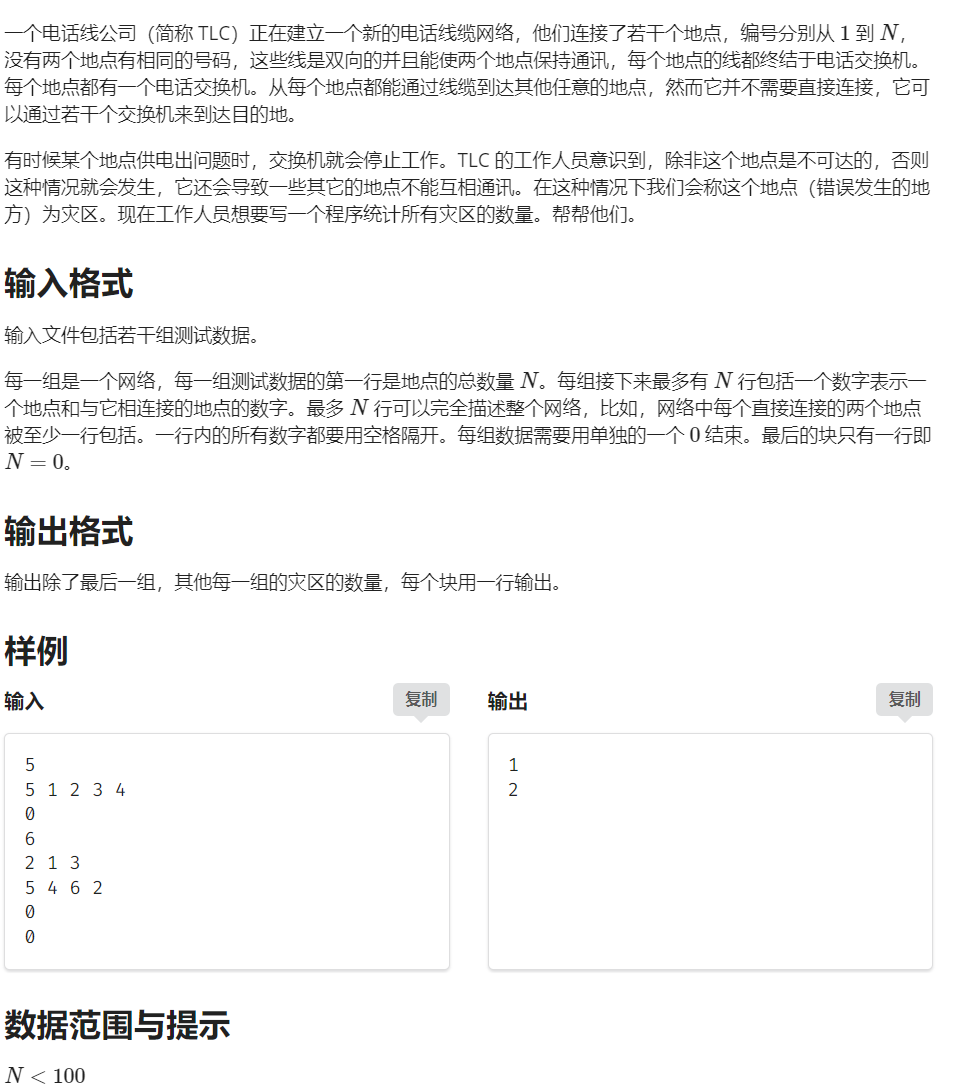 一个电话线公司（简称 TLC）正在建立一个新的电话线缆网络，他们连接了若干个地点，编号分别从 1 到 N，
没有两个地点有相同的号码，这些线是双向的并且能使两个地点保持通讯，每个地点的线都终结于电话交换机。
每个地点都有一个电话交换机。从每个地点都能通过线缆到达其他任意的地点，然而它并不需要直接连接，它可
以通过若干个交换机来到达目的地。
有时候某个地点供电出问题时，交换机就会停止工作。TLC 的工作人员意识到，除非这个地点是不可达的，否则
这种情况就会发生，它还会导致一些其它的地点不能互相通讯。在这种情况下我们会称这个地点（错误发生的地
方）为灾区。现在工作人员想要写一个程序统计所有灾区的数量。帮帮他们。
输入格式
输入文件包括若干组测试数据。
每一组是一个网络，每一组测试数据的第一行是地点的总数量 N。每组接下来最多有 N 行包括一个数字表示一
个地点和与它相连接的地点的数字。最多 N 行可以完全描述整个网络，比如，网络中每个直接连接的两个地点
被至少一行包括。一行内的所有数字都要用空格隔开。每组数据需要用单独的一个 0 结束。最后的块只有一行即
N = 0。
输出格式
输出除了最后一组，其他每一组的灾区的数量，每个块用一行输出。
样例
输入 复制
5
5 1 2 3 4
0
6
2 1 3
5 4 6 2
0
0
输出 复制
1
2
数据范围与提示
N < 100